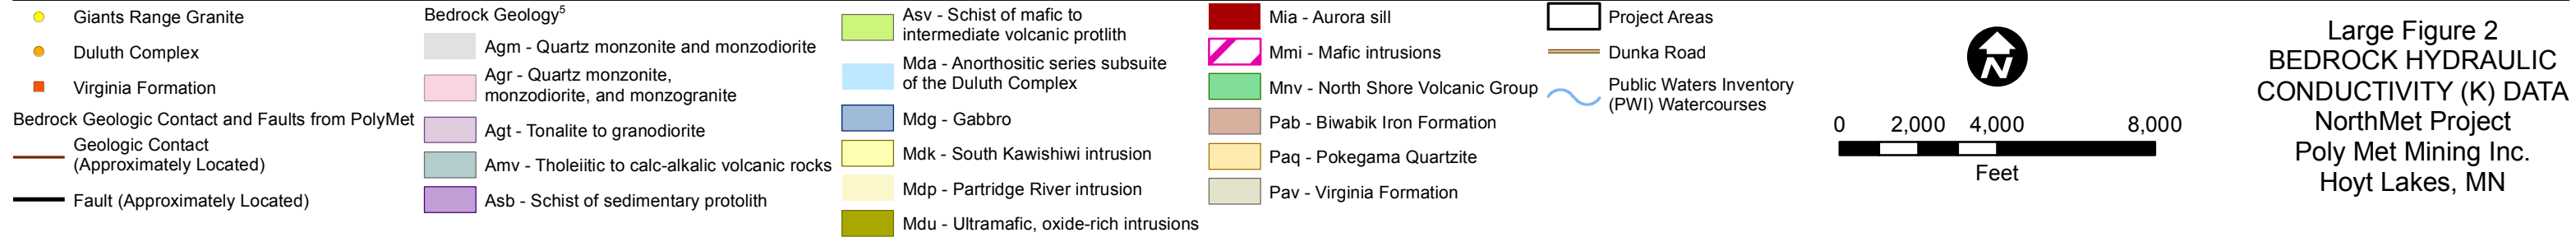 Giants Range Granite
Duluth Complex
Virginia Formation
Bedrock Geologic Contact and Faults from PolyMet
Geologic Contact
(Approximately Located)
Fault (Approximately Located)
Bedrock Geology5
Agm - Quartz monzonite and monzodiorite
Agr - Quartz monzonite,
monzodiorite, and monzogranite
Agt - Tonalite to granodiorite
Amv - Tholeiitic to calc-alkalic volcanic rocks
Asb - Schist of sedimentary protolith
Asv - Schist of mafic to
intermediate volcanic protlith
Mda - Anorthositic series subsuite
of the Duluth Complex
Mdg - Gabbro
Mdk - South Kawishiwi intrusion
Mdp - Partridge River intrusion
Mdu - Ultramafic, oxide-rich intrusions
Mia - Aurora sill
Mmi - Mafic intrusions
Mnv - North Shore Volcanic Group
Pab - Biwabik Iron Formation
Paq - Pokegama Quartzite
Pav - Virginia Formation
Project Areas
Dunka Road
Public Waters Inventory
(PWI) Watercourses
N
0 2,000 4,000 8,000
Feet
Large Figure 2
BEDROCK HYDRAULIC
CONDUCTIVITY (K) DATA
NorthMet Project
Poly Met Mining Inc.
Hoyt Lakes, MN